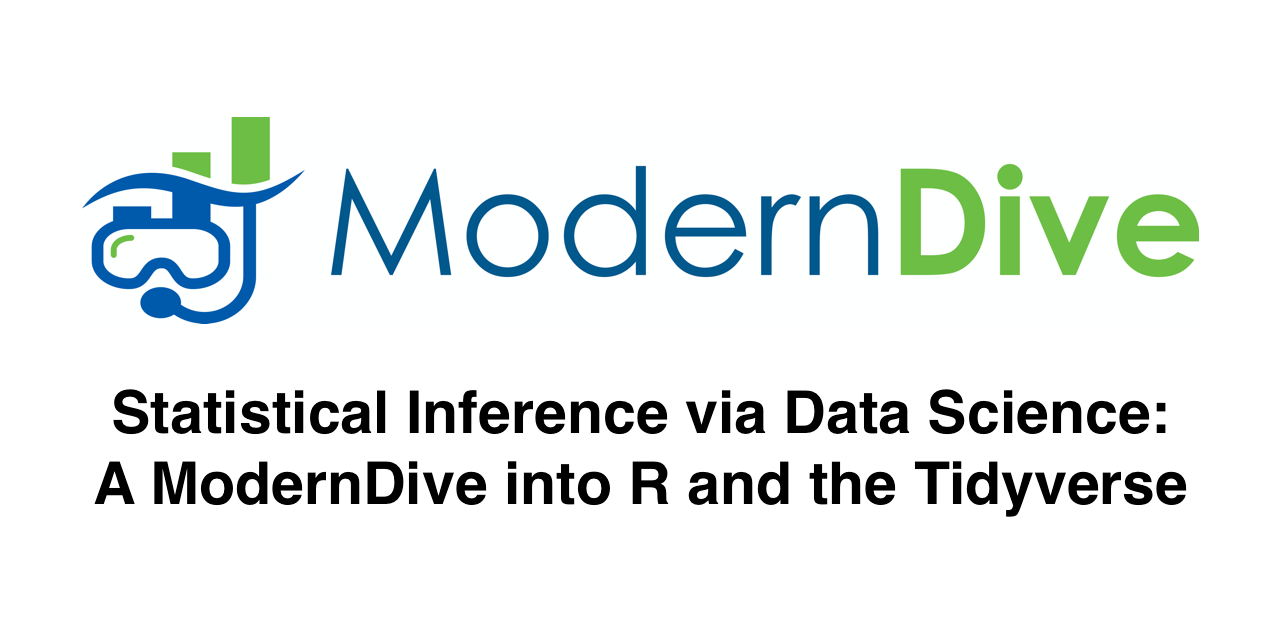 ModernDive
Statistical Inference via Data Science:
A ModernDive into R and the Tidyverse